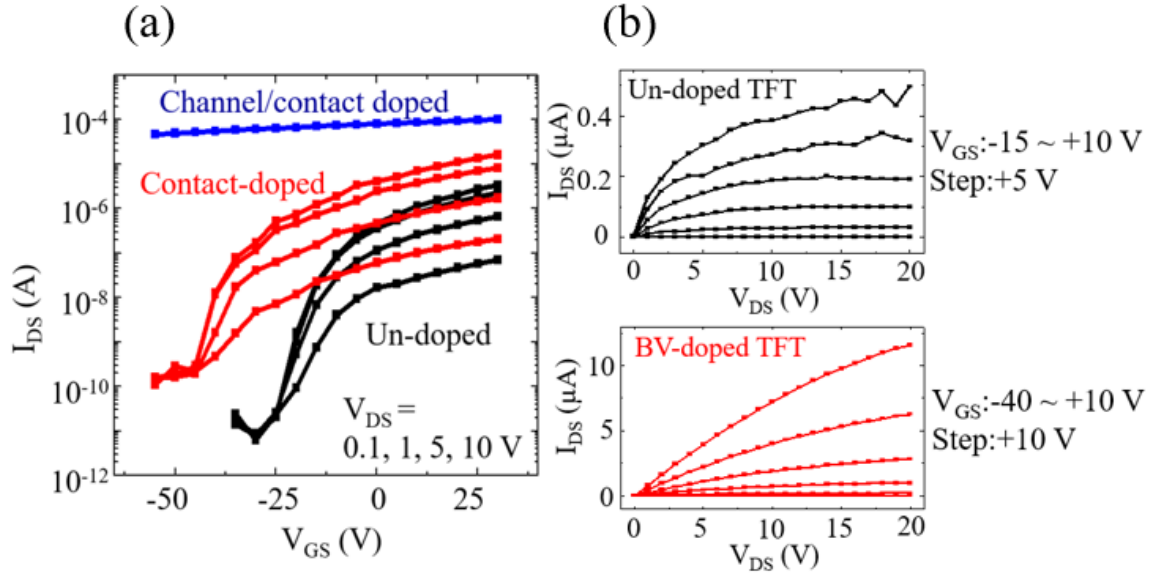 (a)
10^-4
10^-6
10^-8
10^-10
10^-12
I_DS (A)
Channel/contact doped
Contact-doped
Un-doped
V_DS =
0.1, 1, 5, 10 V
-50 -25 0 25
V_GS (V)
(b)
Un-doped TFT
0.4
0.2
0
I_DS (μA)
0 5 10 15 20
V_DS (V)
V_GS:-15 ~ +10 V
Step:+5 V
BV-doped TFT
10
5
0
I_DS (μA)
0 5 10 15 20
V_DS (V)
V_GS:-40 ~ +10 V
Step:+10 V